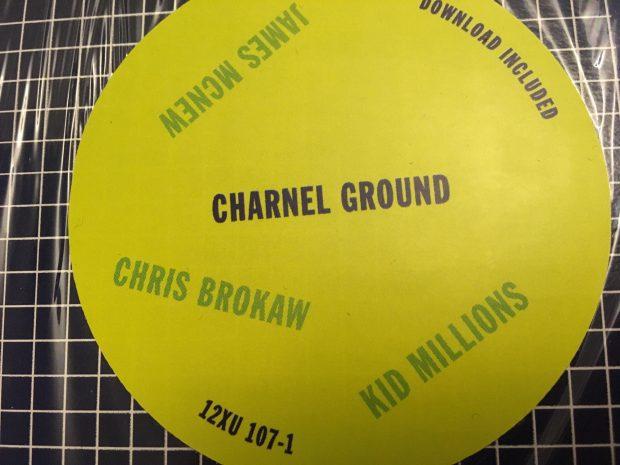 DOWNLOAD INCLUDED
JAMES MCNEW
CHARNEL GROUND
CHRIS BROKAW
KID MILLIONS
12XU 107-1